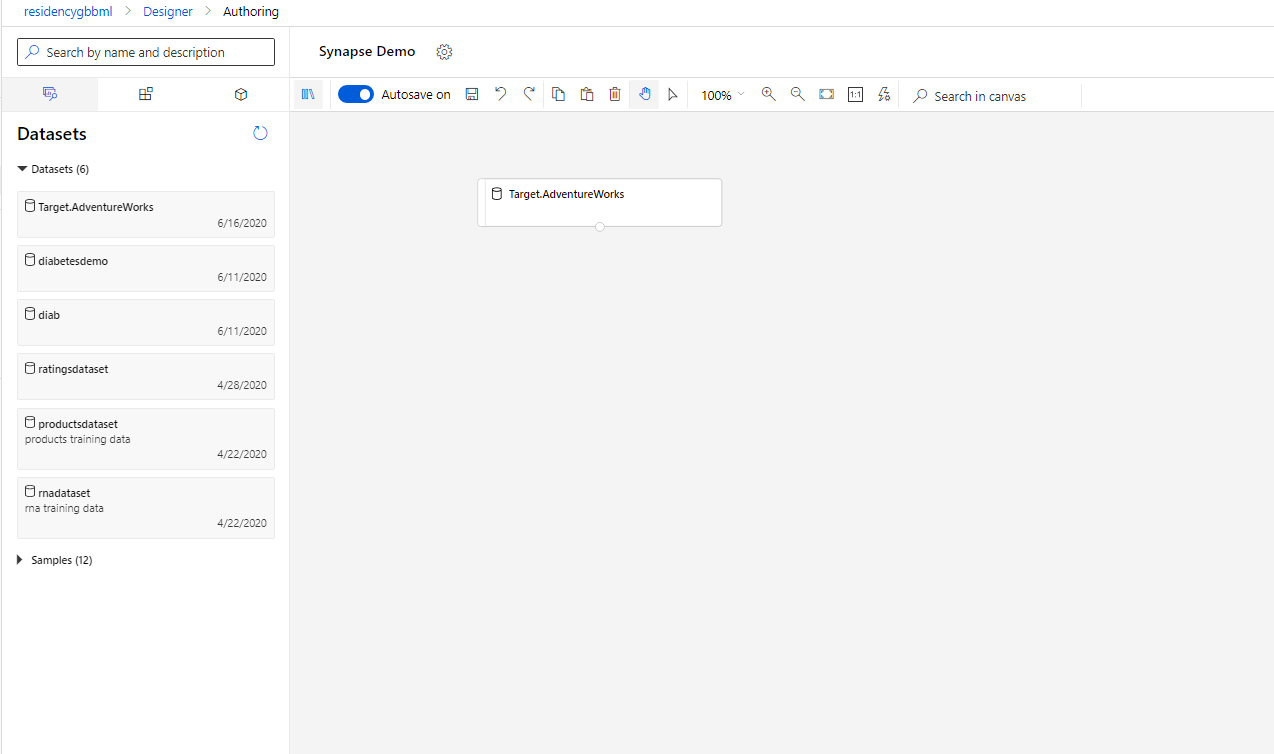 residencygbbml > Designer > Authoring
Search by name and description
Synapse Demo
Autosave on
100%
1:1
Search in canvas
Datasets
Datasets (6)
Target.AdventureWorks
6/16/2020
diabetesdemo
6/11/2020
diab
6/11/2020
ratingsdataset
4/28/2020
productsdataset
products training data
4/22/2020
rnadataset
rna training data
4/22/2020
Samples (12)
Target.AdventureWorks